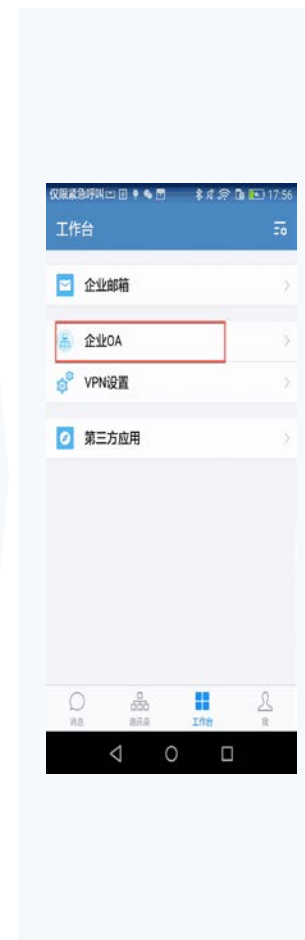 仅限紧急呼叫 17:56
工作台
企业邮箱
企业OA
VPN设置
第三方应用
消息 通讯录 工作台 我